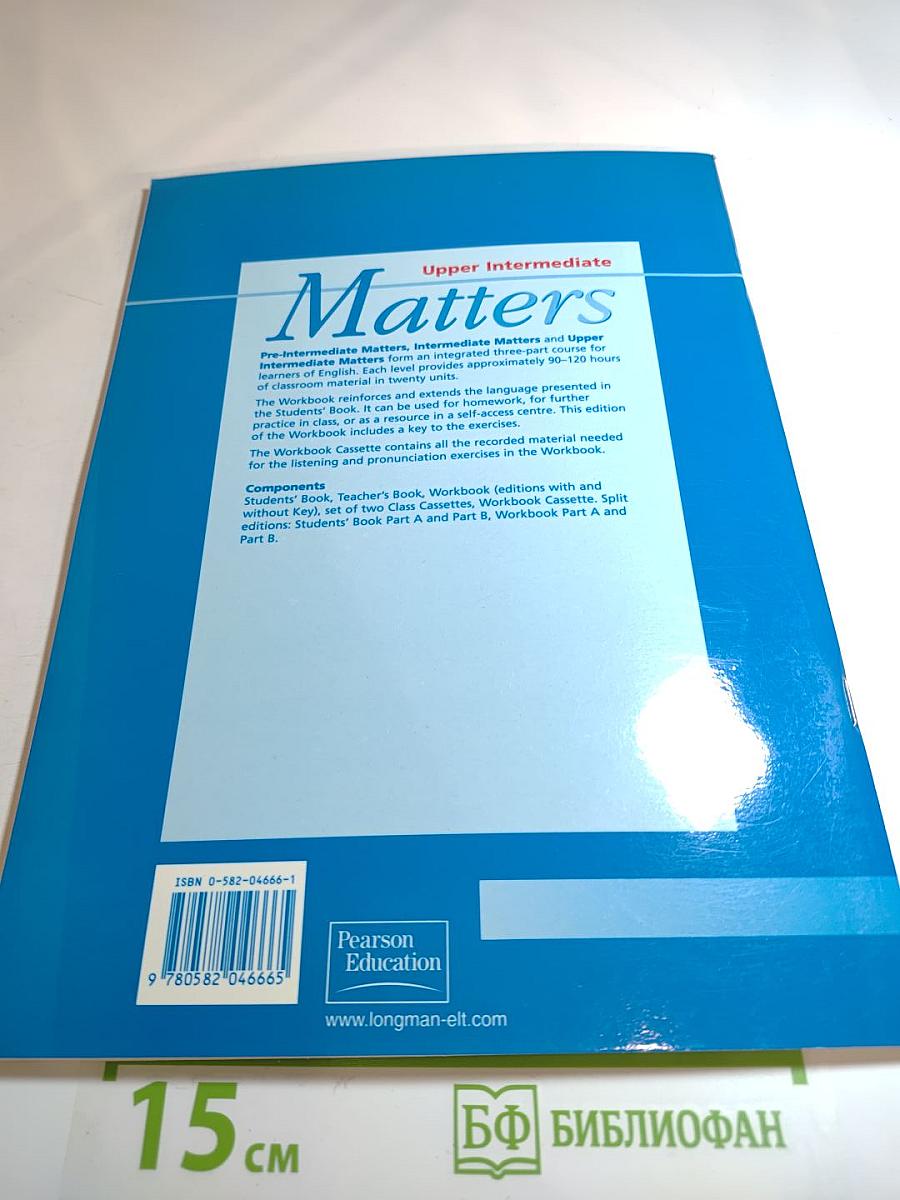 Upper Intermediate
Matters
Pre-Intermediate Matters, Intermediate Matters and Upper
Intermediate Matters form an integrated three-part course for
learners of English. Each level provides approximately 90–120 hours
of classroom material in twenty units.
The Workbook reinforces and extends the language presented in
the Students' Book. It can be used for homework, for further
practice in class, or as a resource in a self-access centre. This edition
of the Workbook includes a key to the exercises.
The Workbook Cassette contains all the recorded material needed
for the listening and pronunciation exercises in the Workbook.
Components
Students' Book, Teacher's Book, Workbook (editions with and
without Key), set of two Class Cassettes, Workbook Cassette. Split
editions: Students' Book Part A and Part B, Workbook Part A and
Part B.
ISBN 0-582-04666-1
9 780582 046665
Pearson
Education
www.longman-elt.com
15 см
БФ БИБЛИОФАН